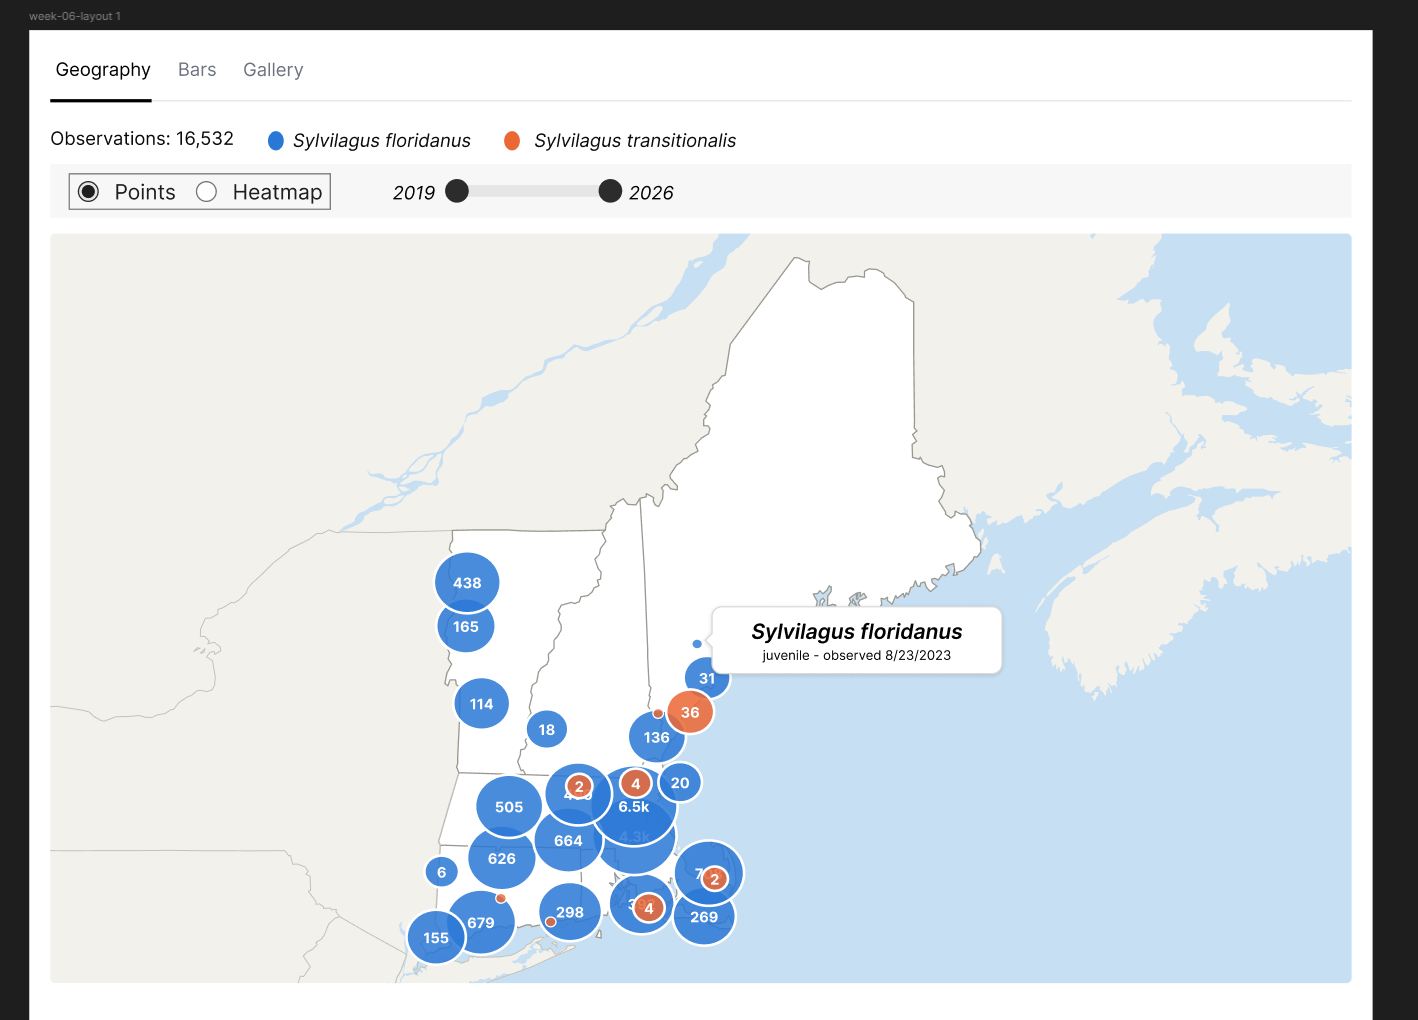 week-06-layout 1
Geography Bars Gallery
Observations: 16,532 Sylvilagus floridanus Sylvilagus transitionalis
Points Heatmap 2019 2026
438
165
Sylvilagus floridanus
juvenile - observed 8/23/2023
31
114
36
18
136
20
2
4
505
6.5k
4.3k
664
626
6
2
4
298
269
679
155